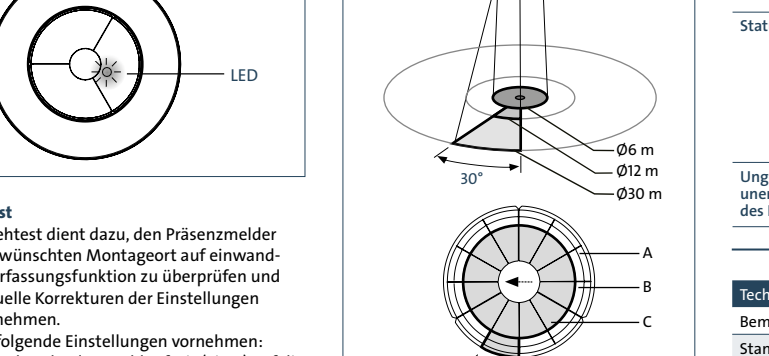 LED
st
ehtest dient dazu, den Präsenzmelder
wünschten Montageort auf einwand-
rfassungsfunktion zu überprüfen und
uelle Korrekturen der Einstellungen
nehmen.
folgende Einstellungen vornehmen:
Ø6 m
Ø12 m
Ø30 m
30°
A
B
C
Stat
Ung
uner
des
Tech
Bem
Stan